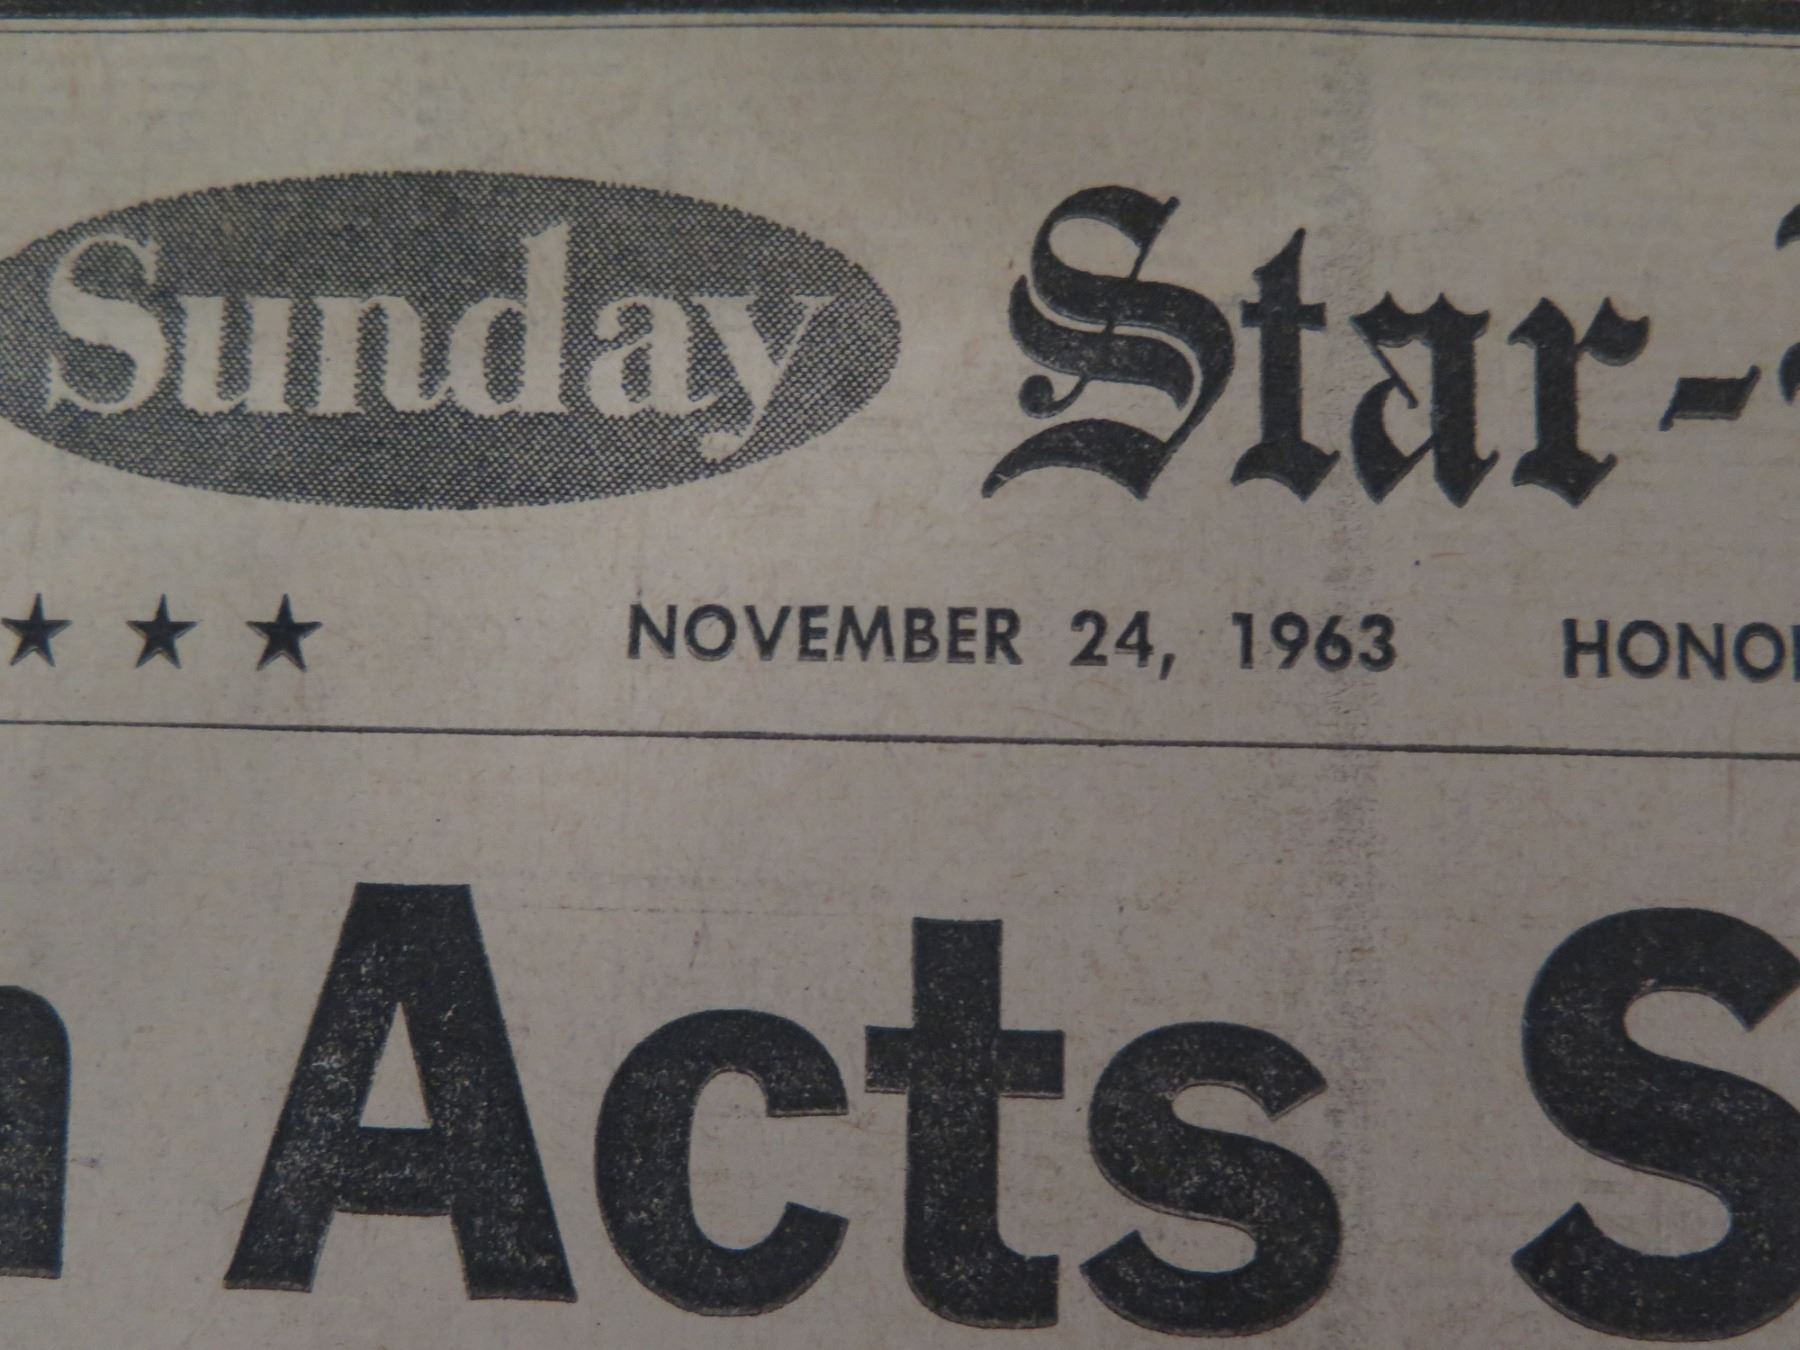 Sunday Star-
★ ★ ★ NOVEMBER 24, 1963
Acts